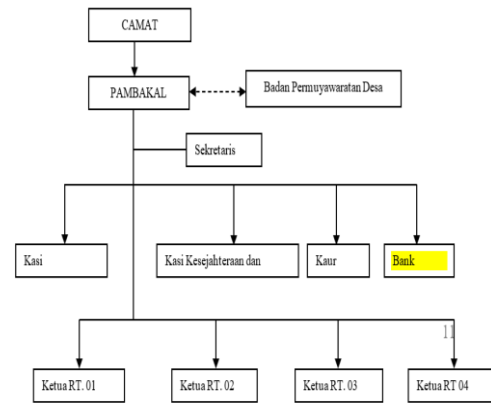 CAMAT
PAMBAKAL
Badan Permuyawaratan Desa
Sekretaris
Kasi
Kasi Kesejahteraan dan
Kaur
Bank
11
Ketua RT. 01
Ketua RT. 02
Ketua RT. 03
Ketua RT 04